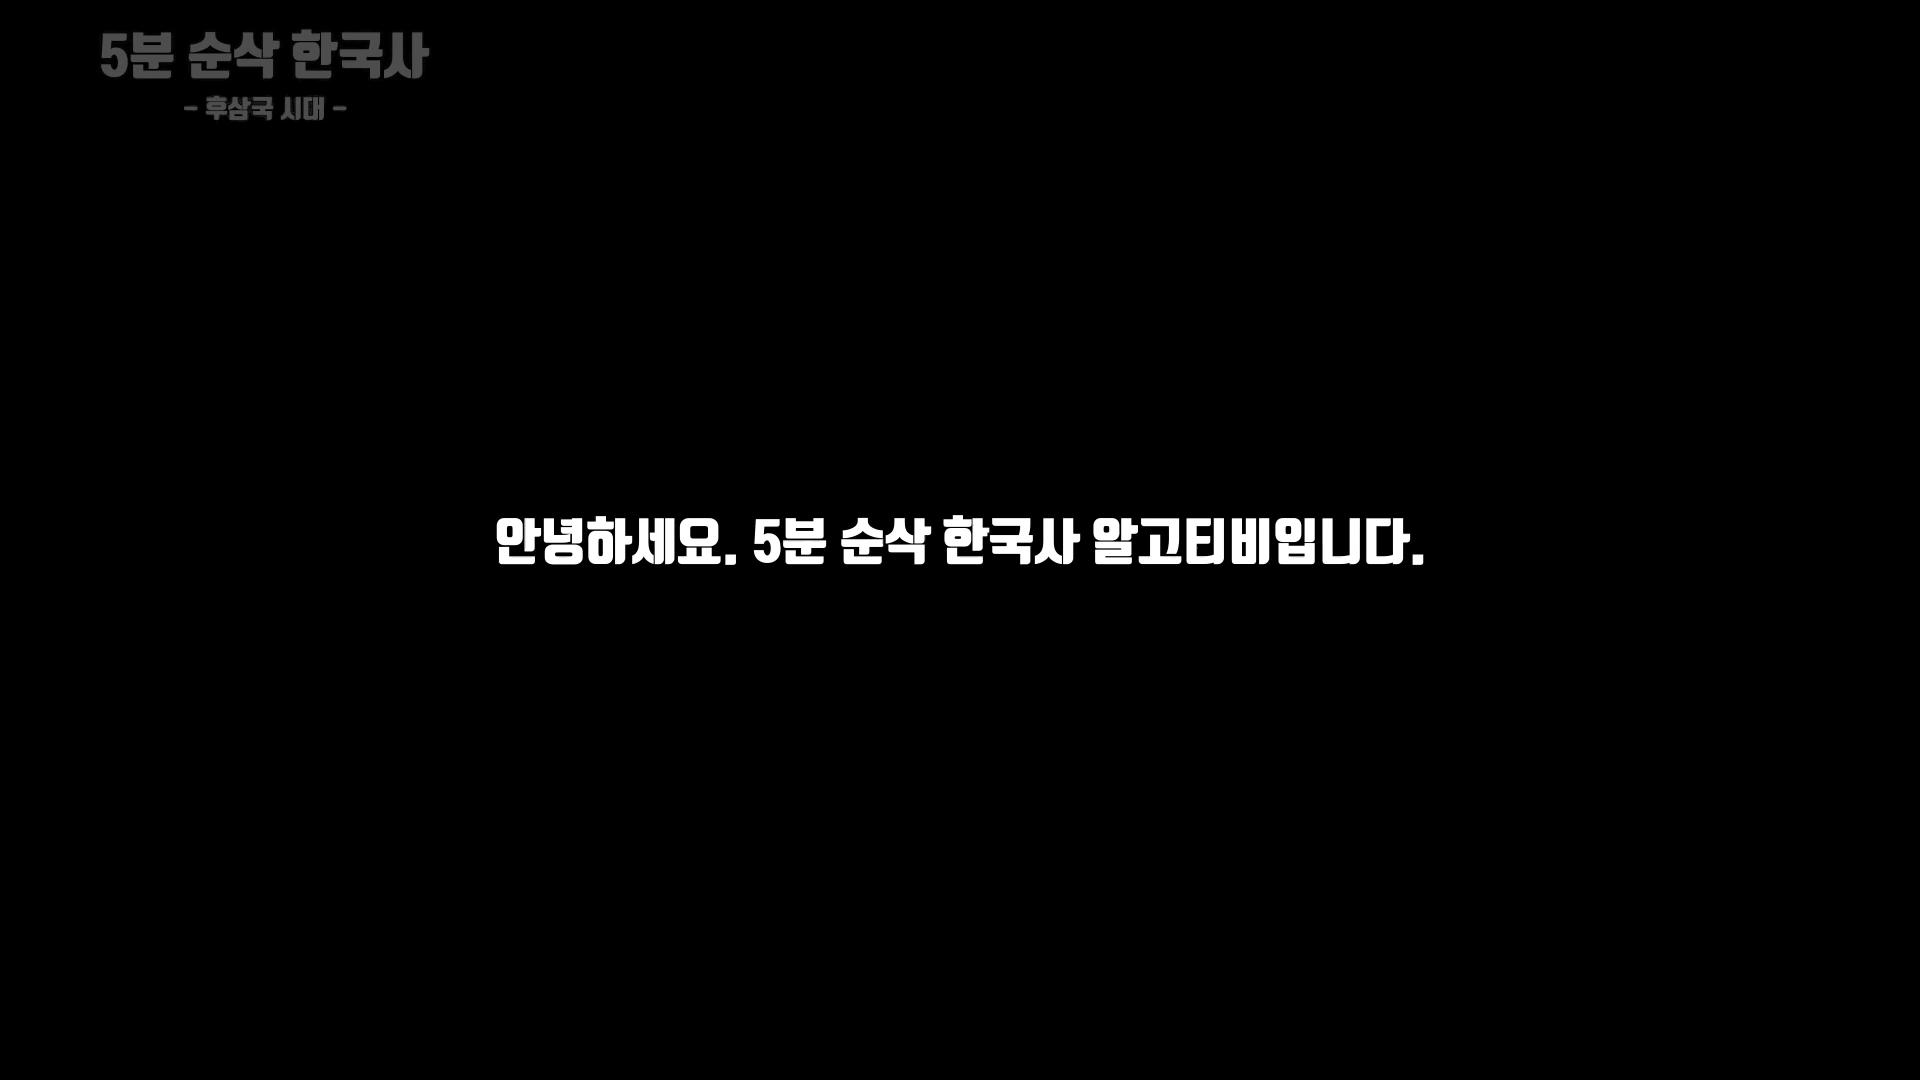 5분 순삭 한국사
- 후삼국 시대 -
안녕하세요. 5분 순삭 한국사 알고티비입니다.